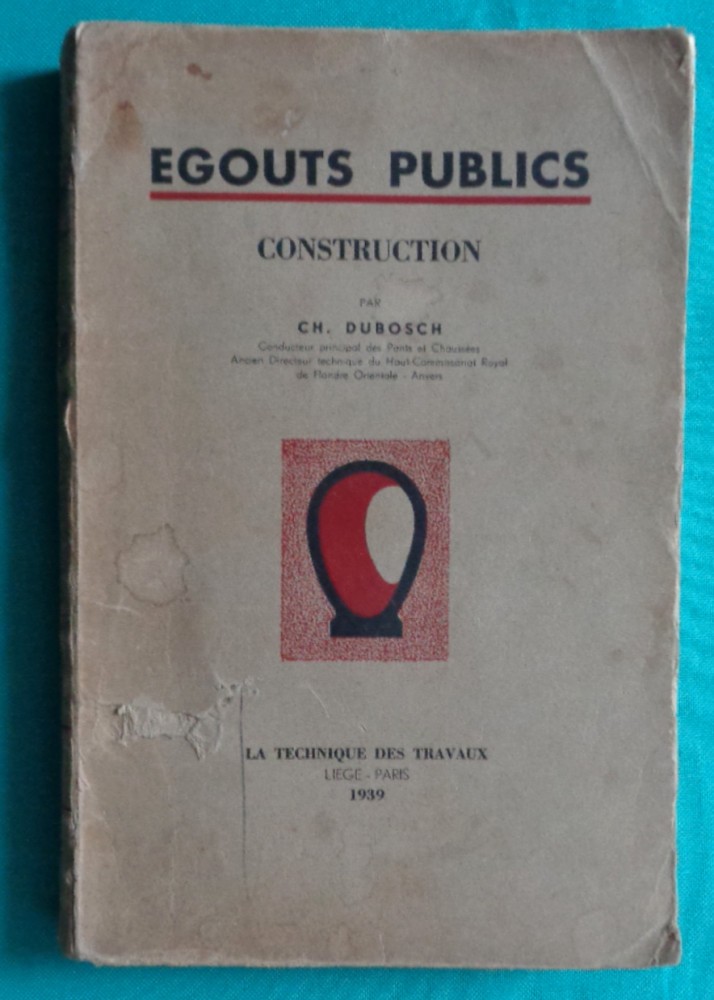 EGOUTS PUBLICS
CONSTRUCTION
PAR
CH. DUBOSCH
Conducteur principal des Ponts et Chaussées
Ancien Directeur technique du Haut-Commissariat Royal
de Flandre Orientale - Anvers
LA TECHNIQUE DES TRAVAUX
LIEGE - PARIS
1939